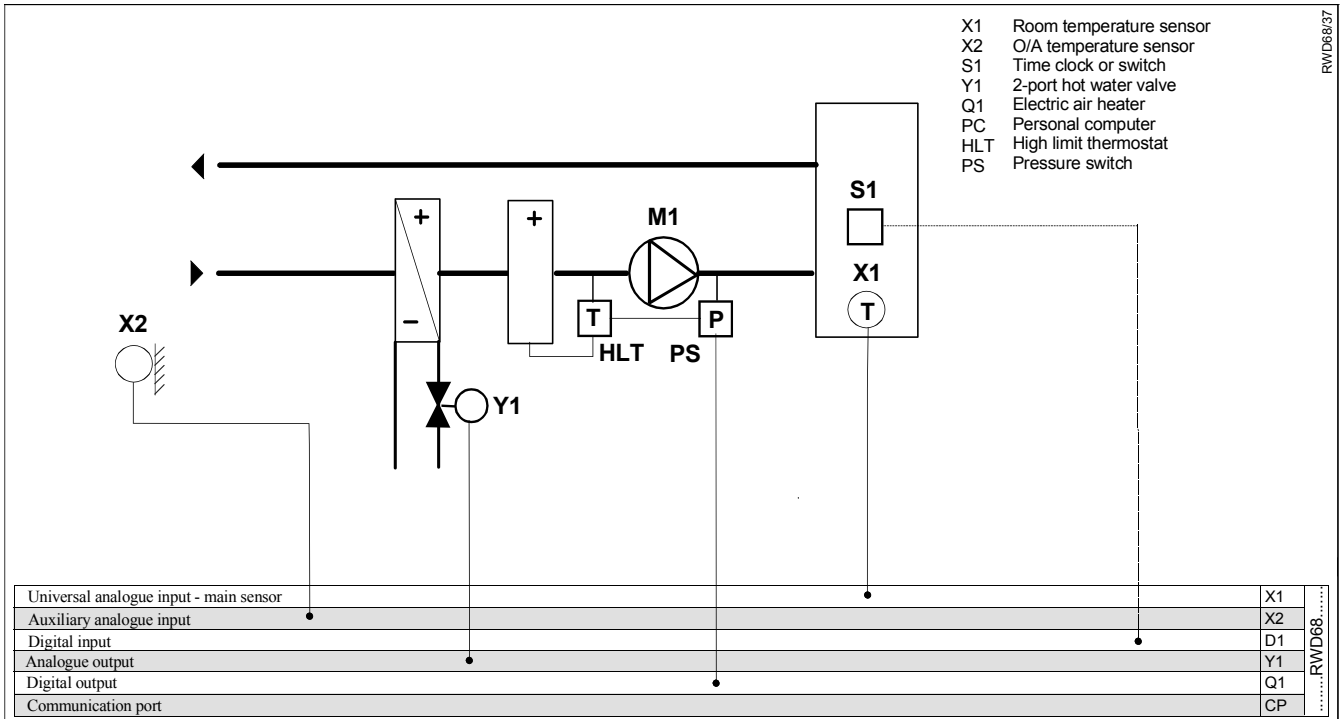 X1 Room temperature sensor
X2 O/A temperature sensor
S1 Time clock or switch
Y1 2-port hot water valve
Q1 Electric air heater
PC Personal computer
HLT High limit thermostat
PS Pressure switch
RWD68/37
S1
M1
X1
+
+
T
P
T
X2
–
HLT PS
Y1
Universal analogue input - main sensor X1
Auxiliary analogue input X2
Digital input D1
Analogue output Y1
Digital output Q1
Communication port CP
.......RWD68.......